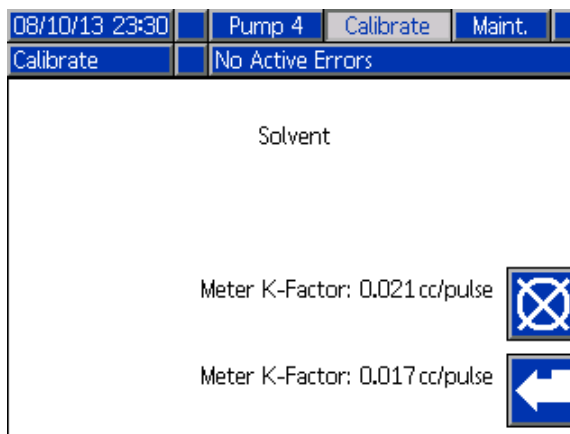 08/10/13 23:30 Pump 4 Calibrate Maint.
Calibrate No Active Errors
Solvent
Meter K-Factor: 0.021 cc/pulse
Meter K-Factor: 0.017 cc/pulse